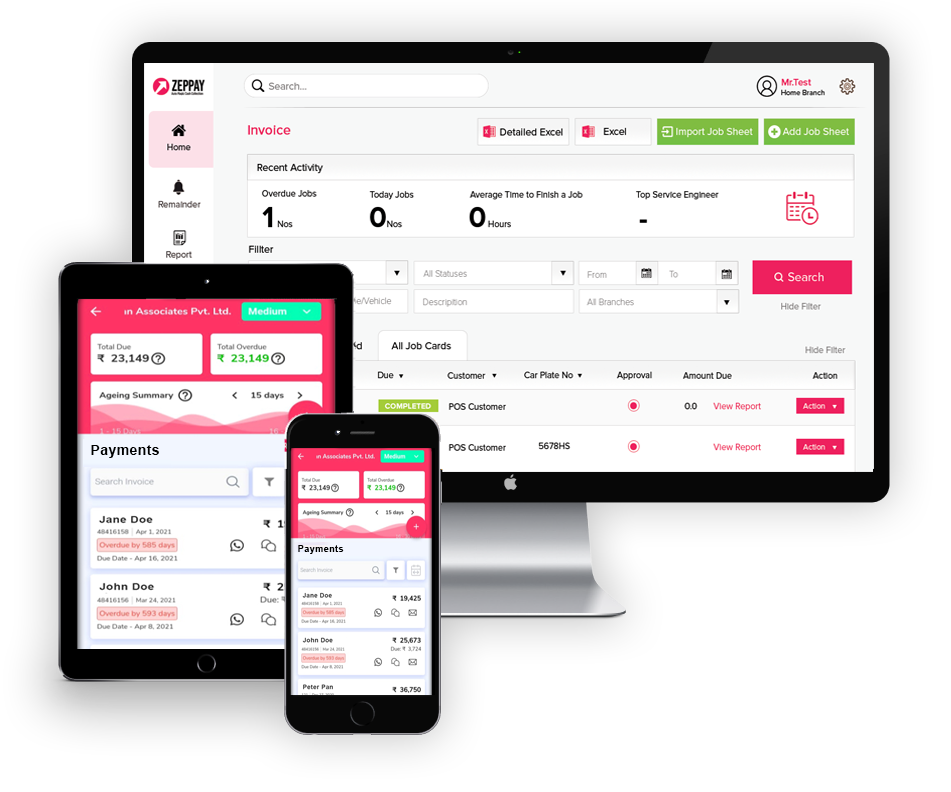 ZEPPAY
Search...
Mr.Test
Home Branch
Home
Remainder
Report
Invoice
Detailed Excel
Excel
Import Job Sheet
Add Job Sheet
Recent Activity
Overdue Jobs
Today Jobs
Average Time to Finish a Job
Top Service Engineer
1 Nos
0 Nos
0 Hours
-
Fillter
All Statuses
From
To
Search
/Vehicle
Description
All Branches
Hide Filter
All Job Cards
Hide Filter
Due
Customer
Car Plate No
Approval
Amount Due
Action
COMPLETED
POS Customer
0.0
View Report
Action
POS Customer
5678HS
View Report
Action
n Associates Pvt. Ltd.
Medium
Total Due
₹ 23,149 ?
Total Overdue
₹ 23,149 ?
Ageing Summary ?
< 15 days >
1 - 15 Days
Payments
Search Invoice
Jane Doe
48416158 | Apr 1, 2021
Overdue by 585 days
Due Date - Apr 16, 2021
₹
John Doe
48416156 | Mar 24, 2021
Overdue by 593 days
Due Date - Apr 8, 2021
₹ 2
Due: ₹
n Associates Pvt. Ltd.
Medium
Total Due
₹ 23,149 ?
Total Overdue
₹ 23,149 ?
Ageing Summary ?
< 15 days >
+
Payments
Search Invoice
Jane Doe
₹ 19,425
48416158 | Apr 1, 2021
Overdue by 585 days
Due Date - Apr 16, 2021
John Doe
₹ 25,673
48416156 | Mar 24, 2021
Due: ₹ 3,724
Overdue by 593 days
Due Date - Apr 8, 2021
Peter Pan
₹ 36,750